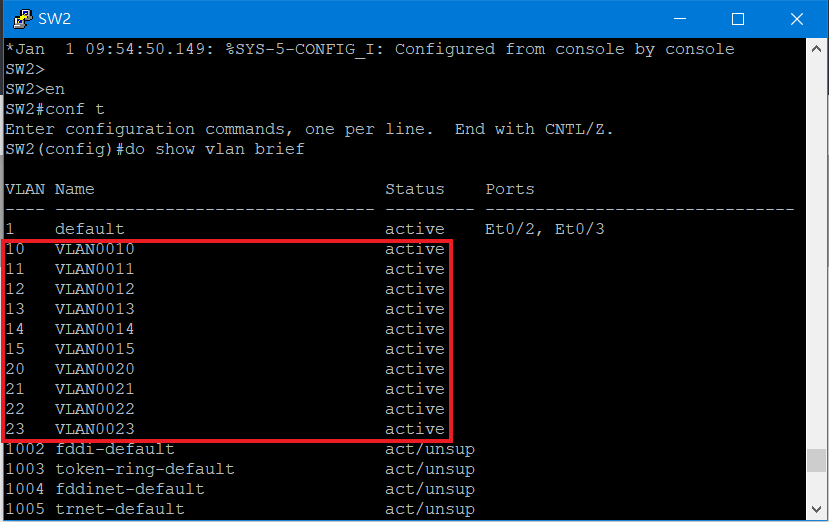 SW2
*Jan  1 09:54:50.149: %SYS-5-CONFIG_I: Configured from console by console
SW2>
SW2>en
SW2#conf t
Enter configuration commands, one per line.  End with CNTL/Z.
SW2(config)#do show vlan brief
VLAN Name                             Status    Ports
---- -------------------------------- --------- -------------------------------
1    default                          active    Et0/2, Et0/3
10   VLAN0010                         active
11   VLAN0011                         active
12   VLAN0012                         active
13   VLAN0013                         active
14   VLAN0014                         active
15   VLAN0015                         active
20   VLAN0020                         active
21   VLAN0021                         active
22   VLAN0022                         active
23   VLAN0023                         active
1002 fddi-default                     act/unsup
1003 token-ring-default               act/unsup
1004 fddinet-default                  act/unsup
1005 trnet-default                    act/unsup